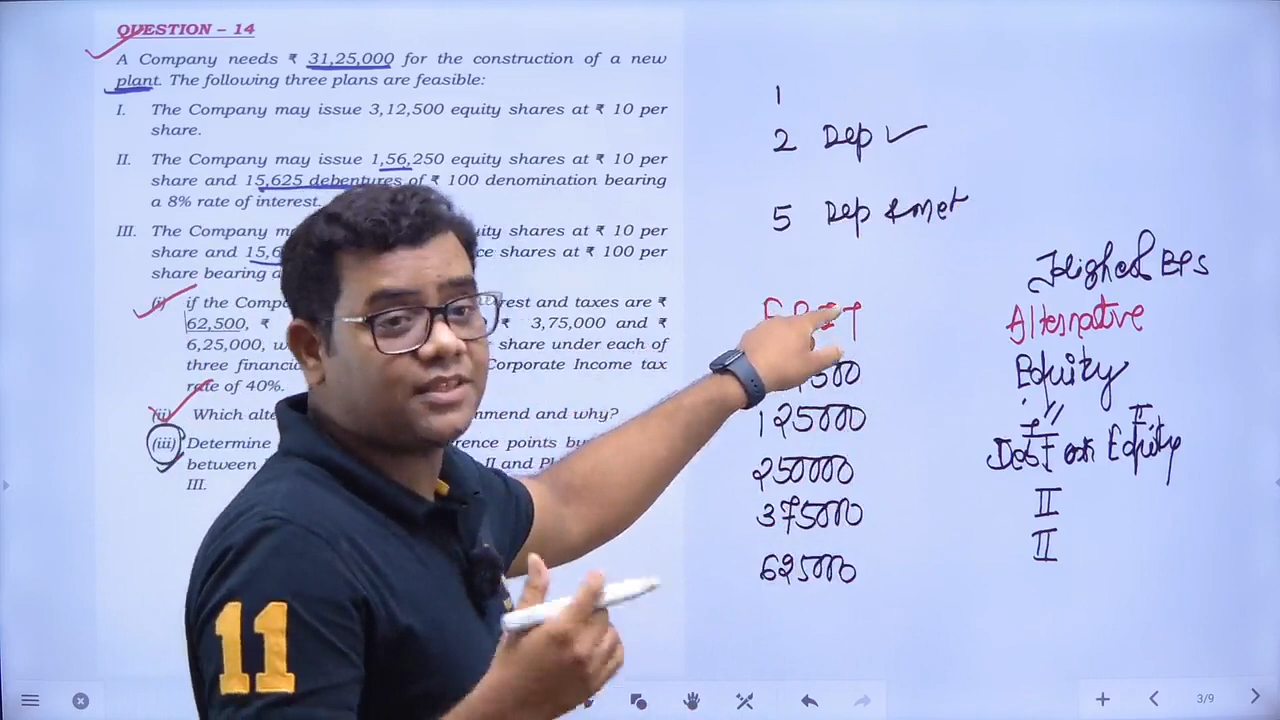 QUESTION – 14
A Company needs ₹ 31,25,000 for the construction of a new
plant. The following three plans are feasible:
I. The Company may issue 3,12,500 equity shares at ₹ 10 per
share.
II. The Company may issue 1,56,250 equity shares at ₹ 10 per
share and 15,625 debentures of ₹ 100 denomination bearing
a 8% rate of interest.
III. The Company m uity shares at ₹ 10 per
share and 15,6 ce shares at ₹ 100 per
share bearing a
(i) if the Comp rest and taxes are ₹
62,500, ₹ ₹ 3,75,000 and ₹
6,25,000, w share under each of
three financia Corporate Income tax
rate of 40%.
(ii) Which alte mmend and why?
(iii) Determine rence points by
between II and Pl
III.
1
2 Dep ✓
5 Dep & Met
Highest EPS
Alternative
500 Equity
125000
250000 Debt or Equity
375000 II
625000 II
11
3/9